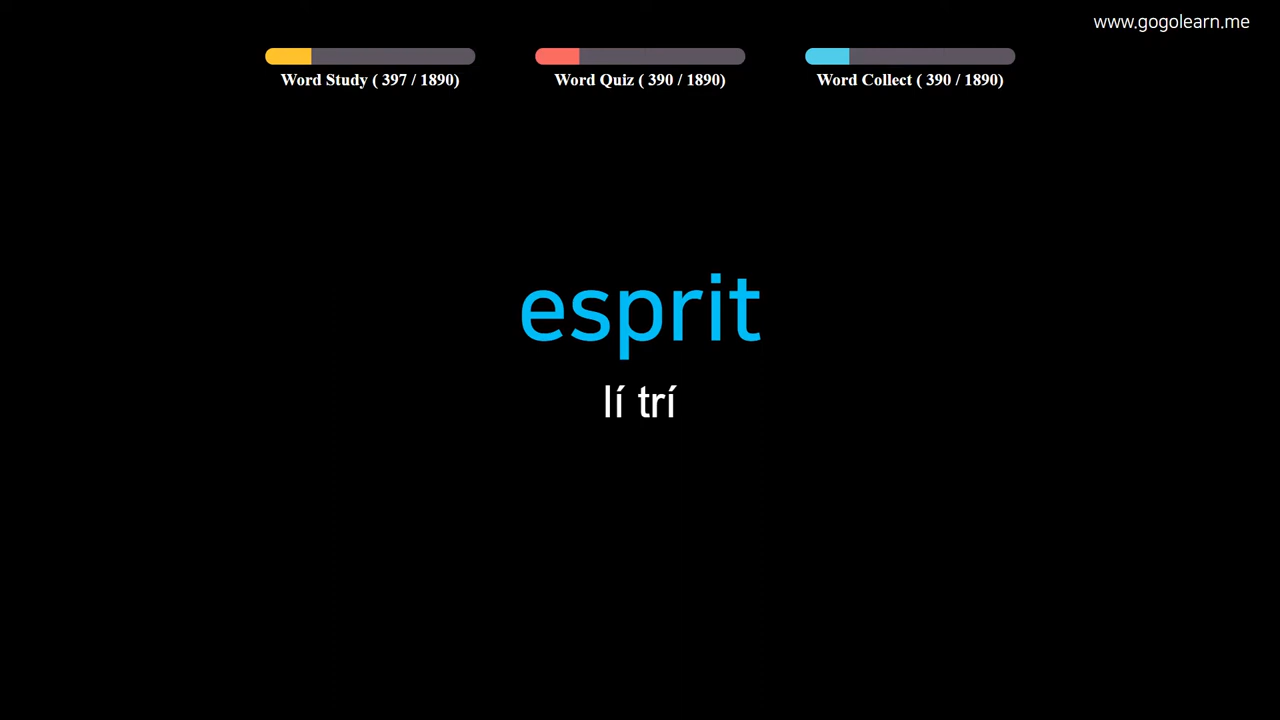 www.gogolearn.me
Word Study ( 397 / 1890)
Word Quiz ( 390 / 1890)
Word Collect ( 390 / 1890)
esprit
lí trí